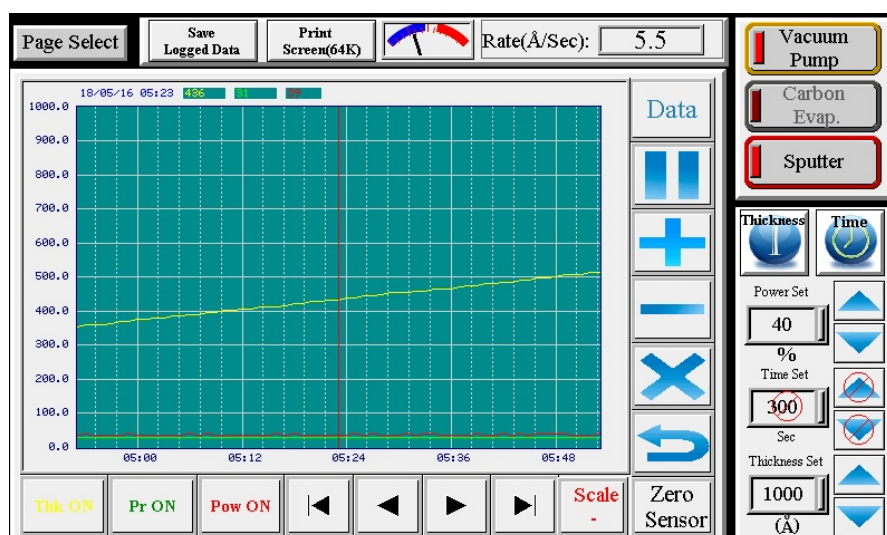 Page Select
Save
Logged Data
Print
Screen(64K)
Rate(Å/Sec):
5.5
Vacuum
Pump
Carbon
Evap.
Sputter
18/05/16 05:23 436 31 39
1000.0
900.0
800.0
700.0
600.0
500.0
400.0
300.0
200.0
100.0
0.0
05:00 05:12 05:24 05:36 05:48
Data
Thickness
Time
Power Set
40
%
Time Set
300
Sec
Thickness Set
1000
(Å)
Thk ON
Pr ON
Pow ON
Scale
-
Zero
Sensor